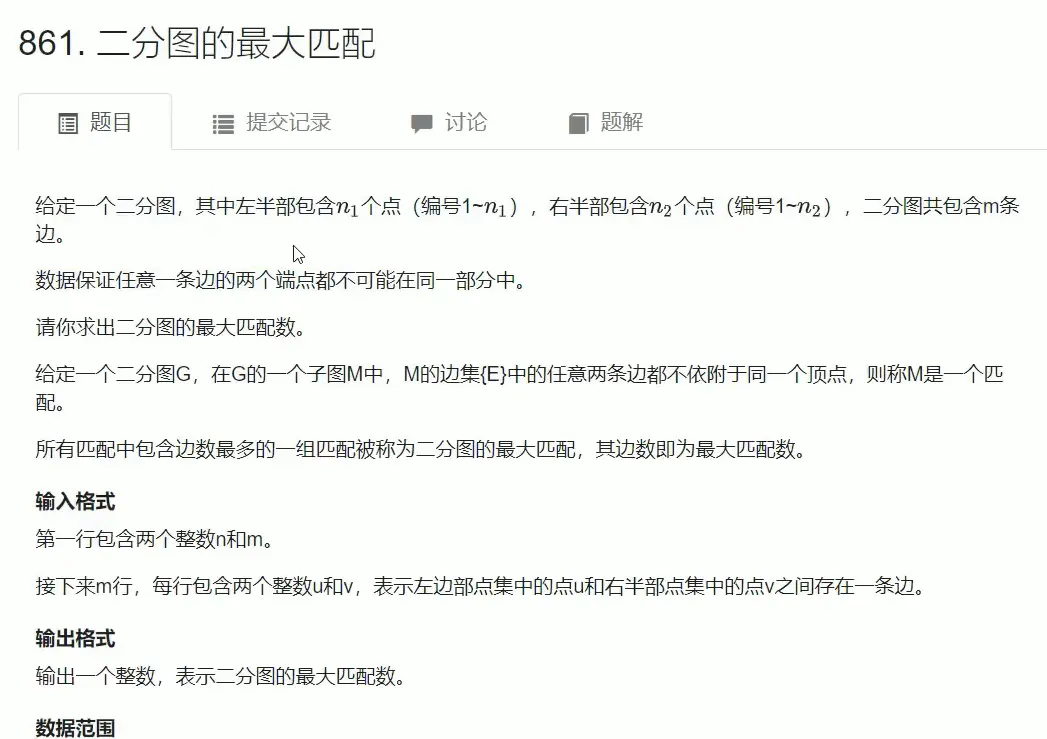 861. 二分图的最大匹配
题目 提交记录 讨论 题解
给定一个二分图，其中左半部包含n₁个点（编号1~n₁），右半部包含n₂个点（编号1~n₂），二分图共包含m条
边。
数据保证任意一条边的两个端点都不可能在同一部分中。
请你求出二分图的最大匹配数。
给定一个二分图G，在G的一个子图M中，M的边集{E}中的任意两条边都不依附于同一个顶点，则称M是一个匹
配。
所有匹配中包含边数最多的一组匹配被称为二分图的最大匹配，其边数即为最大匹配数。
输入格式
第一行包含两个整数n和m。
接下来m行，每行包含两个整数u和v，表示左边部点集中的点u和右半部点集中的点v之间存在一条边。
输出格式
输出一个整数，表示二分图的最大匹配数。
数据范围